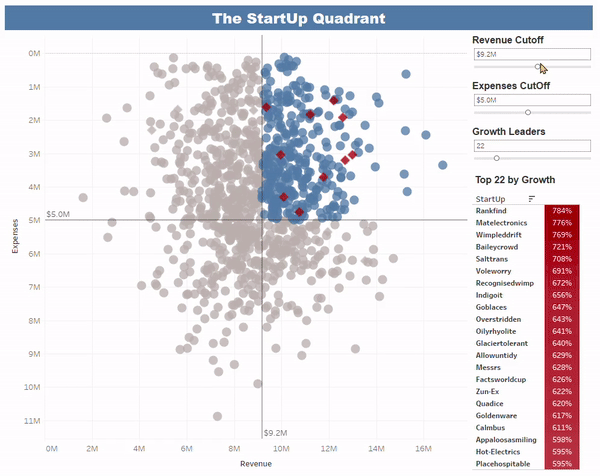 The StartUp Quadrant
Revenue Cutoff
$9.2M
Expenses CutOff
$5.0M
Growth Leaders
22
Top 22 by Growth
StartUp
Rankfind 784%
Matelectronics 776%
Wimpleddrift 769%
Baileycrowd 721%
Salttrans 708%
Voleworry 691%
Recognisedwimp 672%
Indigoit 656%
Goblaces 647%
Overstridden 643%
Oilyrhyolite 641%
Glaciertolerant 640%
Allowuntidy 629%
Messrs 628%
Factsworldcup 626%
Zun-Ex 622%
Quadice 620%
Goldenware 617%
Calmbus 611%
Appaloosasmiling 598%
Hot-Electrics 595%
Placehospitable 595%
Expenses
0M
1M
2M
3M
4M
$5.0M
5M
6M
7M
8M
9M
10M
11M
$9.2M
0M 2M 4M 6M 8M 10M 12M 14M 16M
Revenue